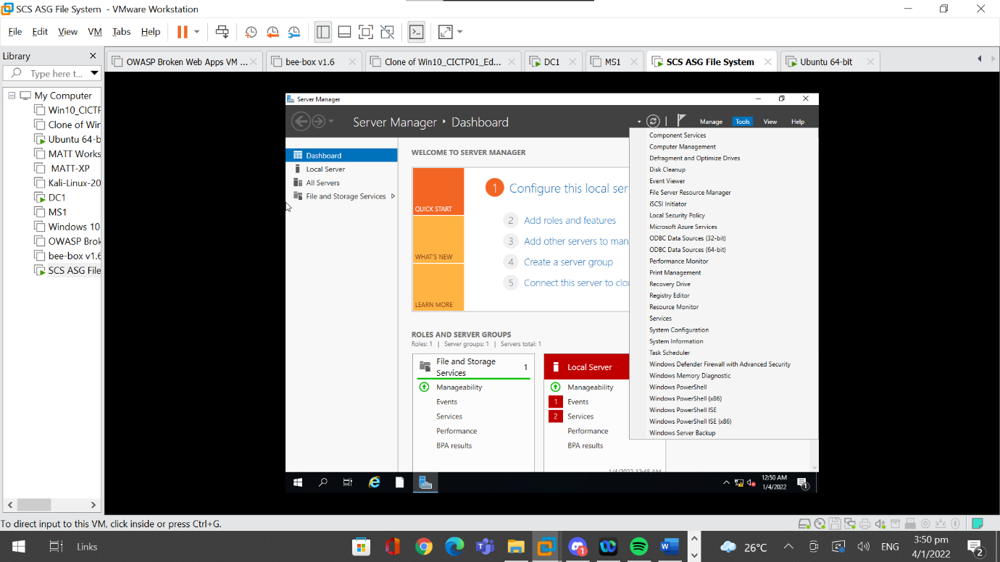 SCS ASG File System - VMware Workstation
File Edit View VM Tabs Help
Library
Type here t...
OWASP Broken Web Apps VM ...
bee-box v1.6
Clone of Win10_CICTP01_Ed...
DC1
MS1
SCS ASG File System
Ubuntu 64-bit
My Computer
Win10_CICTP
Clone of Win
Ubuntu 64-b
MATT Works
MATT-XP
Kali-Linux-20
DC1
MS1
Windows 10
OWASP Brok
bee-box v1.6
SCS ASG File
Server Manager
Server Manager • Dashboard
Manage Tools View Help
Dashboard
Local Server
All Servers
File and Storage Services
WELCOME TO SERVER MANAGER
QUICK START
WHAT'S NEW
LEARN MORE
1 Configure this local ser
2 Add roles and features
3 Add other servers to man
4 Create a server group
5 Connect this server to clo
ROLES AND SERVER GROUPS
Roles: 1 | Server groups: 1 | Servers total: 1
File and Storage
Services 1
Manageability
Events
Services
Performance
BPA results
Local Server
Manageability
1 Events
2 Services
Performance
BPA results
1/4/2022 12:48 AM
Component Services
Computer Management
Defragment and Optimize Drives
Disk Cleanup
Event Viewer
File Server Resource Manager
iSCSI Initiator
Local Security Policy
Microsoft Azure Services
ODBC Data Sources (32-bit)
ODBC Data Sources (64-bit)
Performance Monitor
Print Management
Recovery Drive
Registry Editor
Resource Monitor
Services
System Configuration
System Information
Task Scheduler
Windows Defender Firewall with Advanced Security
Windows Memory Diagnostic
Windows PowerShell
Windows PowerShell (x86)
Windows PowerShell ISE
Windows PowerShell ISE (x86)
Windows Server Backup
12:50 AM
1/4/2022
1
To direct input to this VM, click inside or press Ctrl+G.
Links
1
26°C
ENG
3:50 pm
4/1/2022
2